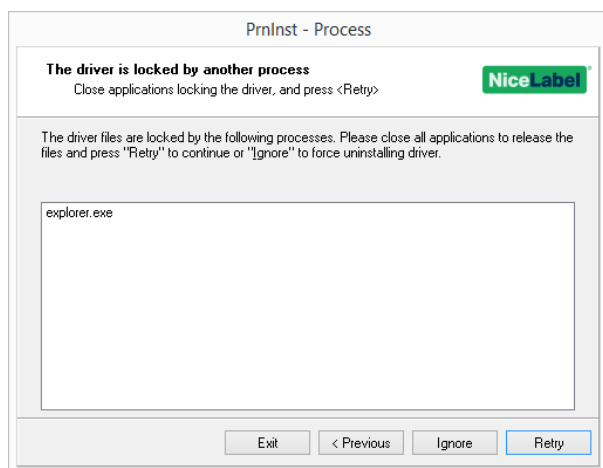 PrnInst - Process
The driver is locked by another process
Close applications locking the driver, and press <Retry>
NiceLabel
The driver files are locked by the following processes. Please close all applications to release the
files and press "Retry" to continue or "Ignore" to force uninstalling driver.
explorer.exe
Exit
< Previous
Ignore
Retry